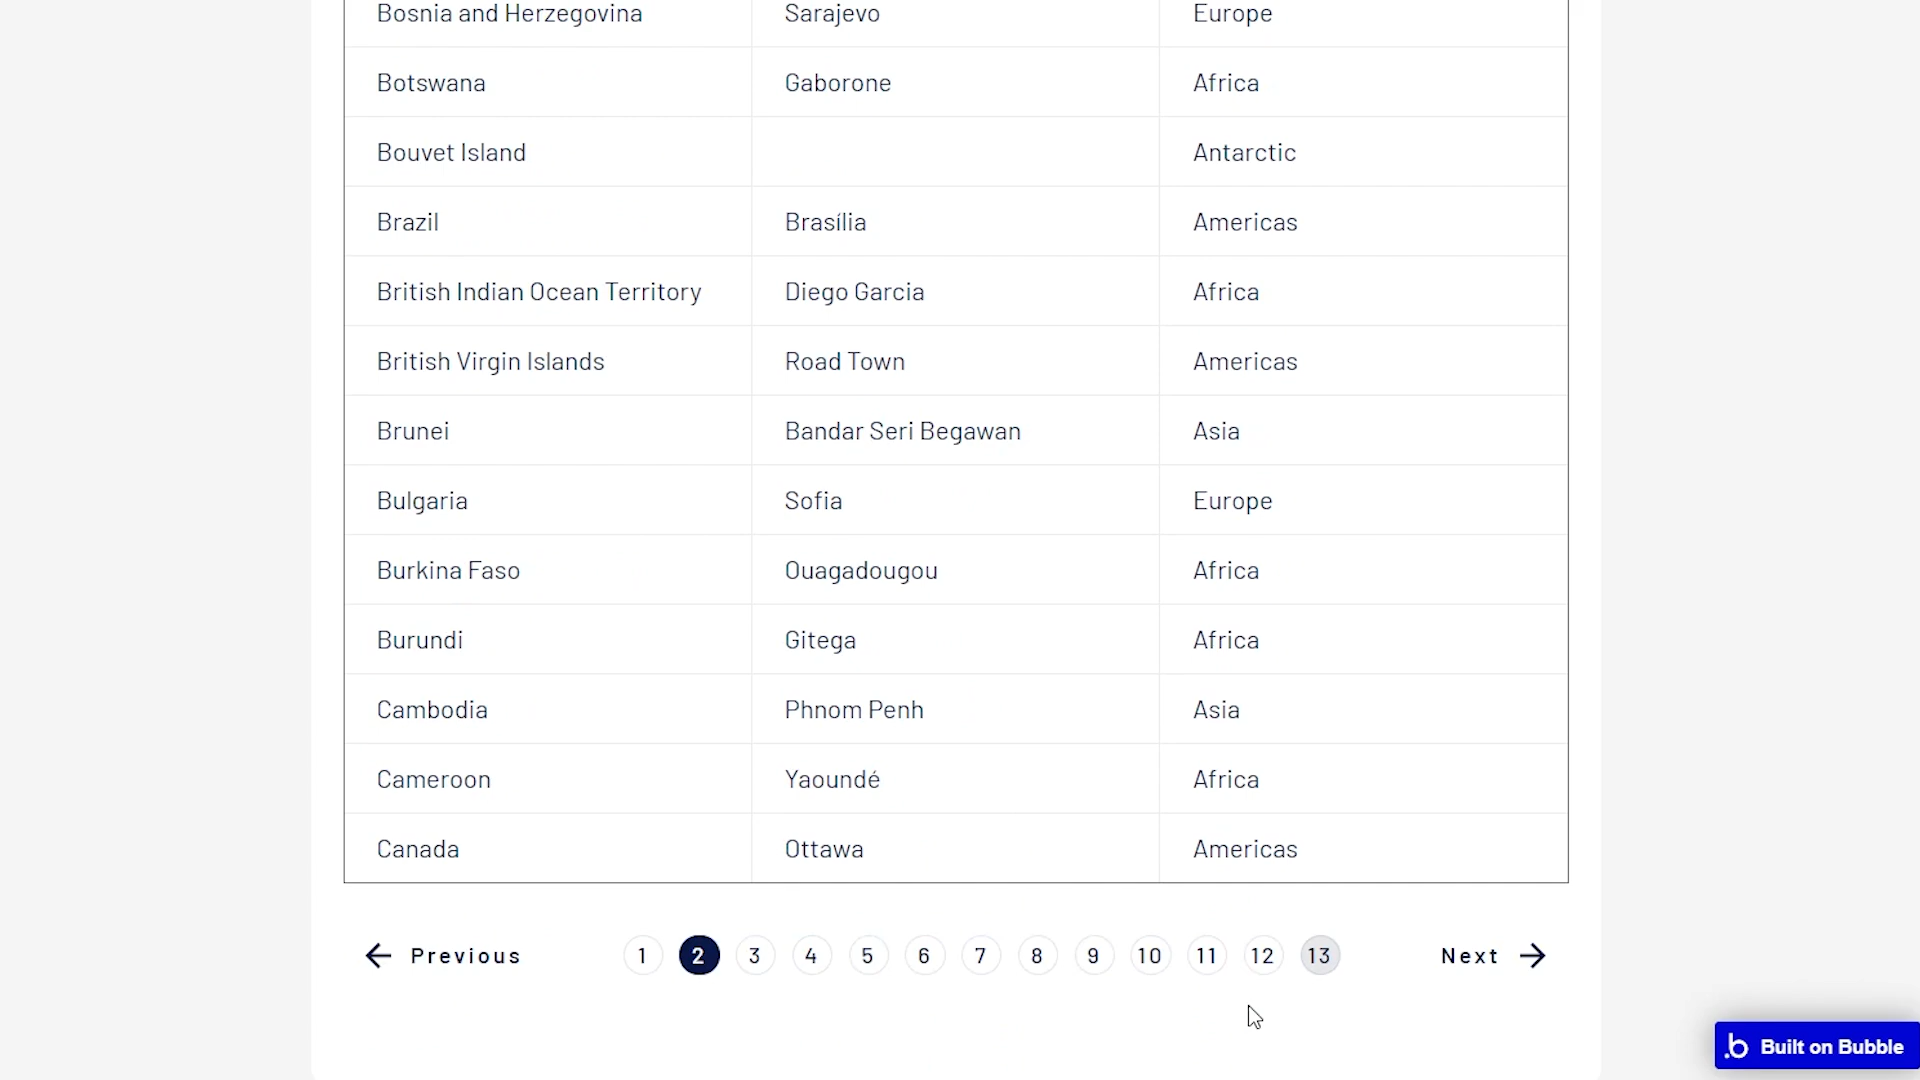 Bosnia and Herzegovina Sarajevo Europe
Botswana Gaborone Africa
Bouvet Island Antarctic
Brazil Brasília Americas
British Indian Ocean Territory Diego Garcia Africa
British Virgin Islands Road Town Americas
Brunei Bandar Seri Begawan Asia
Bulgaria Sofia Europe
Burkina Faso Ouagadougou Africa
Burundi Gitega Africa
Cambodia Phnom Penh Asia
Cameroon Yaoundé Africa
Canada Ottawa Americas
Previous 1 2 3 4 5 6 7 8 9 10 11 12 13 Next
.b Built on Bubble